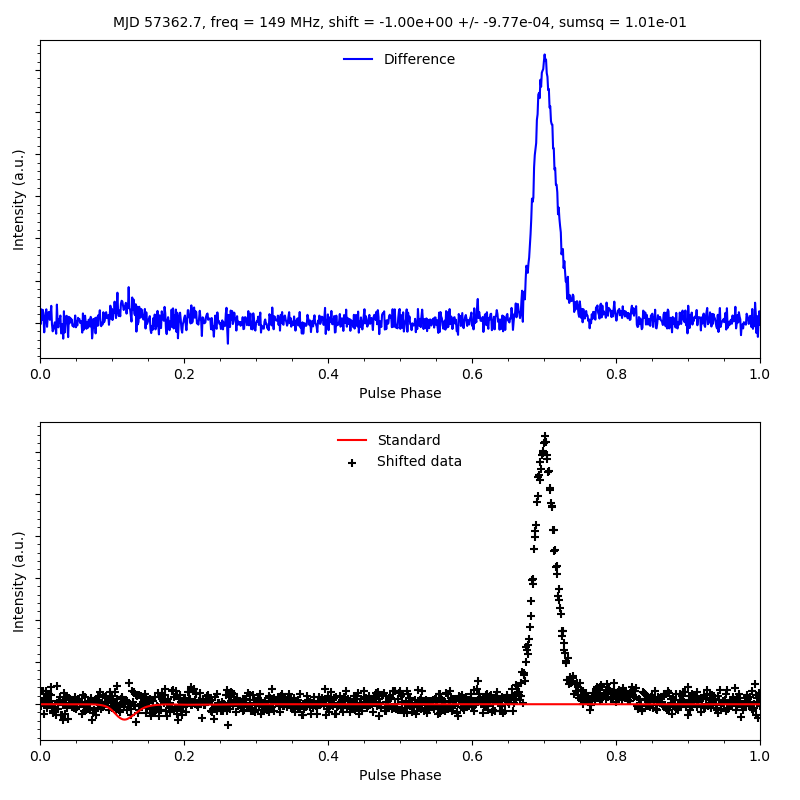 MJD 57362.7, freq = 149 MHz, shift = -1.00e+00 +/- -9.77e-04, sumsq = 1.01e-01
Difference
Intensity (a.u.)
0.0 0.2 0.4 0.6 0.8 1.0
Pulse Phase
Standard
Shifted data
Intensity (a.u.)
0.0 0.2 0.4 0.6 0.8 1.0
Pulse Phase